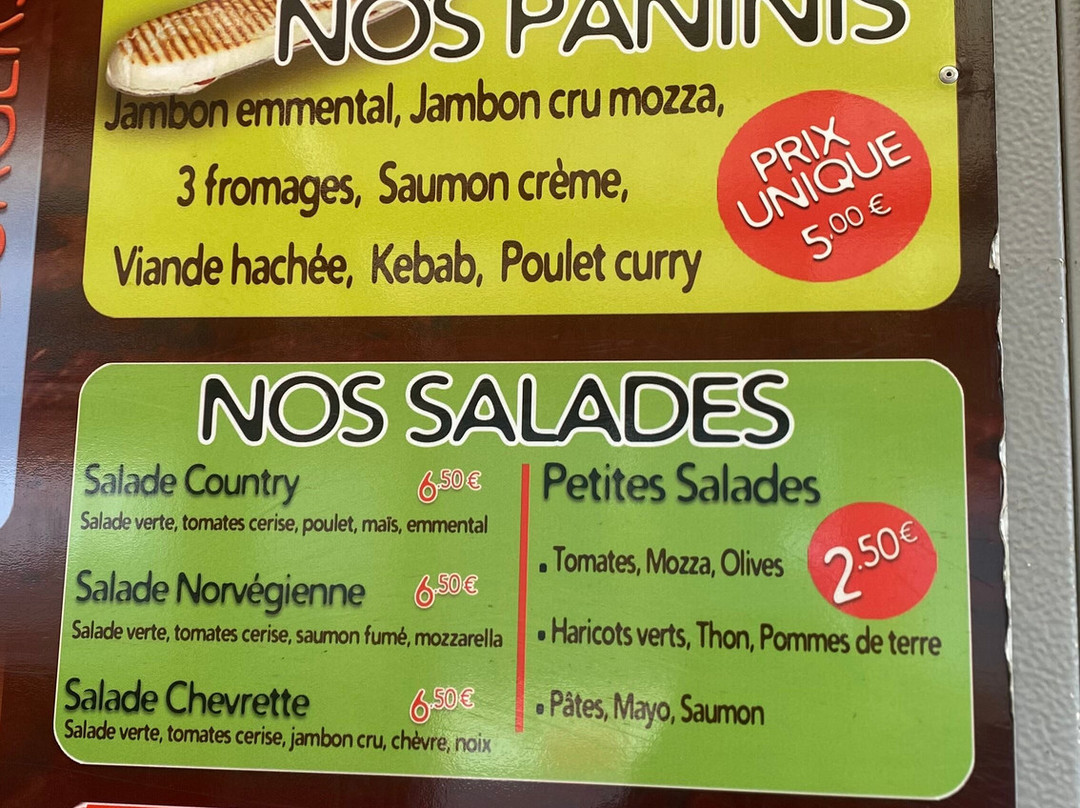 NOS PANINIS
Jambon emmental, Jambon cru mozza,
3 fromages, Saumon crème,
Viande hachée, Kebab, Poulet curry
PRIX
UNIQUE
5.00 €
NOS SALADES
Salade Country 6.50 €
Salade verte, tomates cerise, poulet, maïs, emmental
Salade Norvégienne 6.50 €
Salade verte, tomates cerise, saumon fumé, mozzarella
Salade Chevrette 6.50 €
Salade verte, tomates cerise, jambon cru, chèvre, noix
Petites Salades
2.50 €
. Tomates, Mozza, Olives
. Haricots verts, Thon, Pommes de terre
. Pâtes, Mayo, Saumon